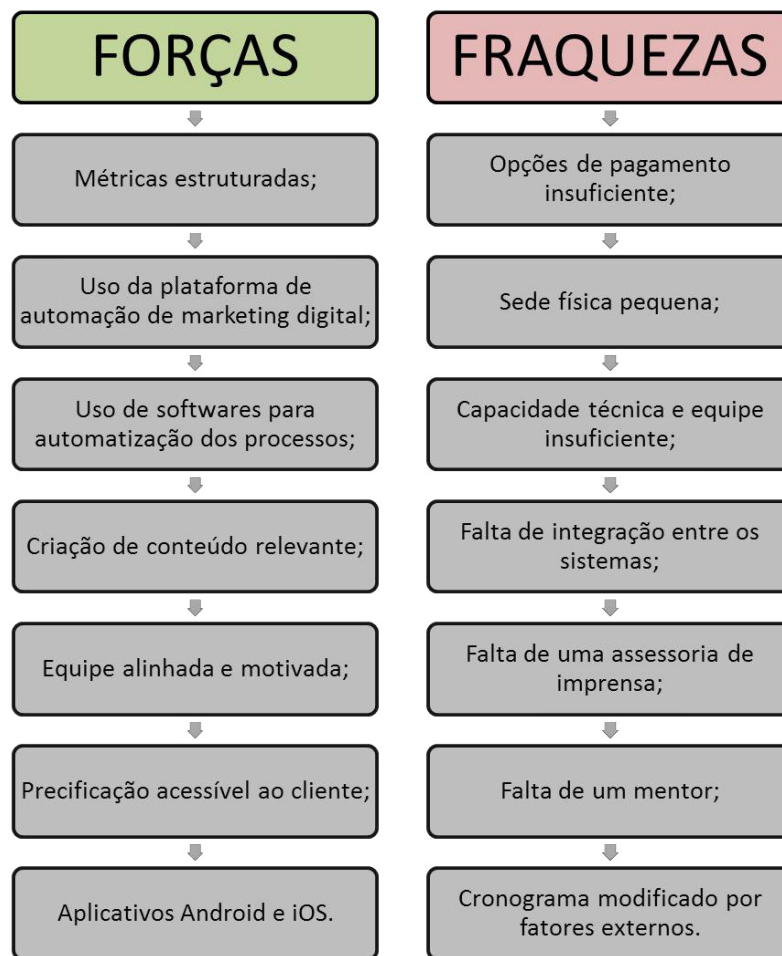 FORÇAS
Métricas estruturadas;
Uso da plataforma de
automação de marketing digital;
Uso de softwares para
automatização dos processos;
Criação de conteúdo relevante;
Equipe alinhada e motivada;
Precificação acessível ao cliente;
Aplicativos Android e iOS.
FRAQUEZAS
Opções de pagamento
insuficiente;
Sede física pequena;
Capacidade técnica e equipe
insuficiente;
Falta de integração entre os
sistemas;
Falta de uma assessoria de
imprensa;
Falta de um mentor;
Cronograma modificado por
fatores externos.